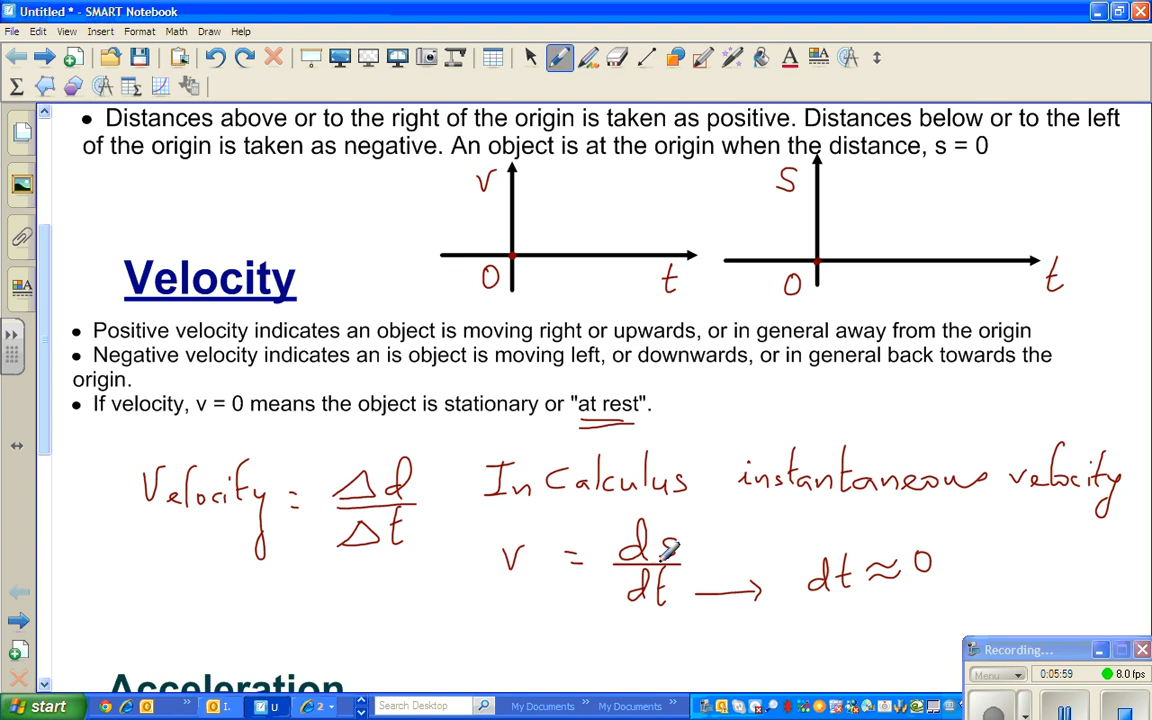 Untitled * - SMART Notebook
File Edit View Insert Format Math Draw Help
• Distances above or to the right of the origin is taken as positive. Distances below or to the left
of the origin is taken as negative. An object is at the origin when the distance, s = 0
v
s
0
t
0
t
Velocity
• Positive velocity indicates an object is moving right or upwards, or in general away from the origin
• Negative velocity indicates an is object is moving left, or downwards, or in general back towards the
origin.
• If velocity, v = 0 means the object is stationary or "at rest".
Velocity = Δd/Δt In Calculus instantaneous velocity
v = ds/dt → dt ≈ 0
Acceleration
Recording...
Menu
0:05:59
8.0 fps
start
I.
U
2
Search Desktop
My Documents
My Documents